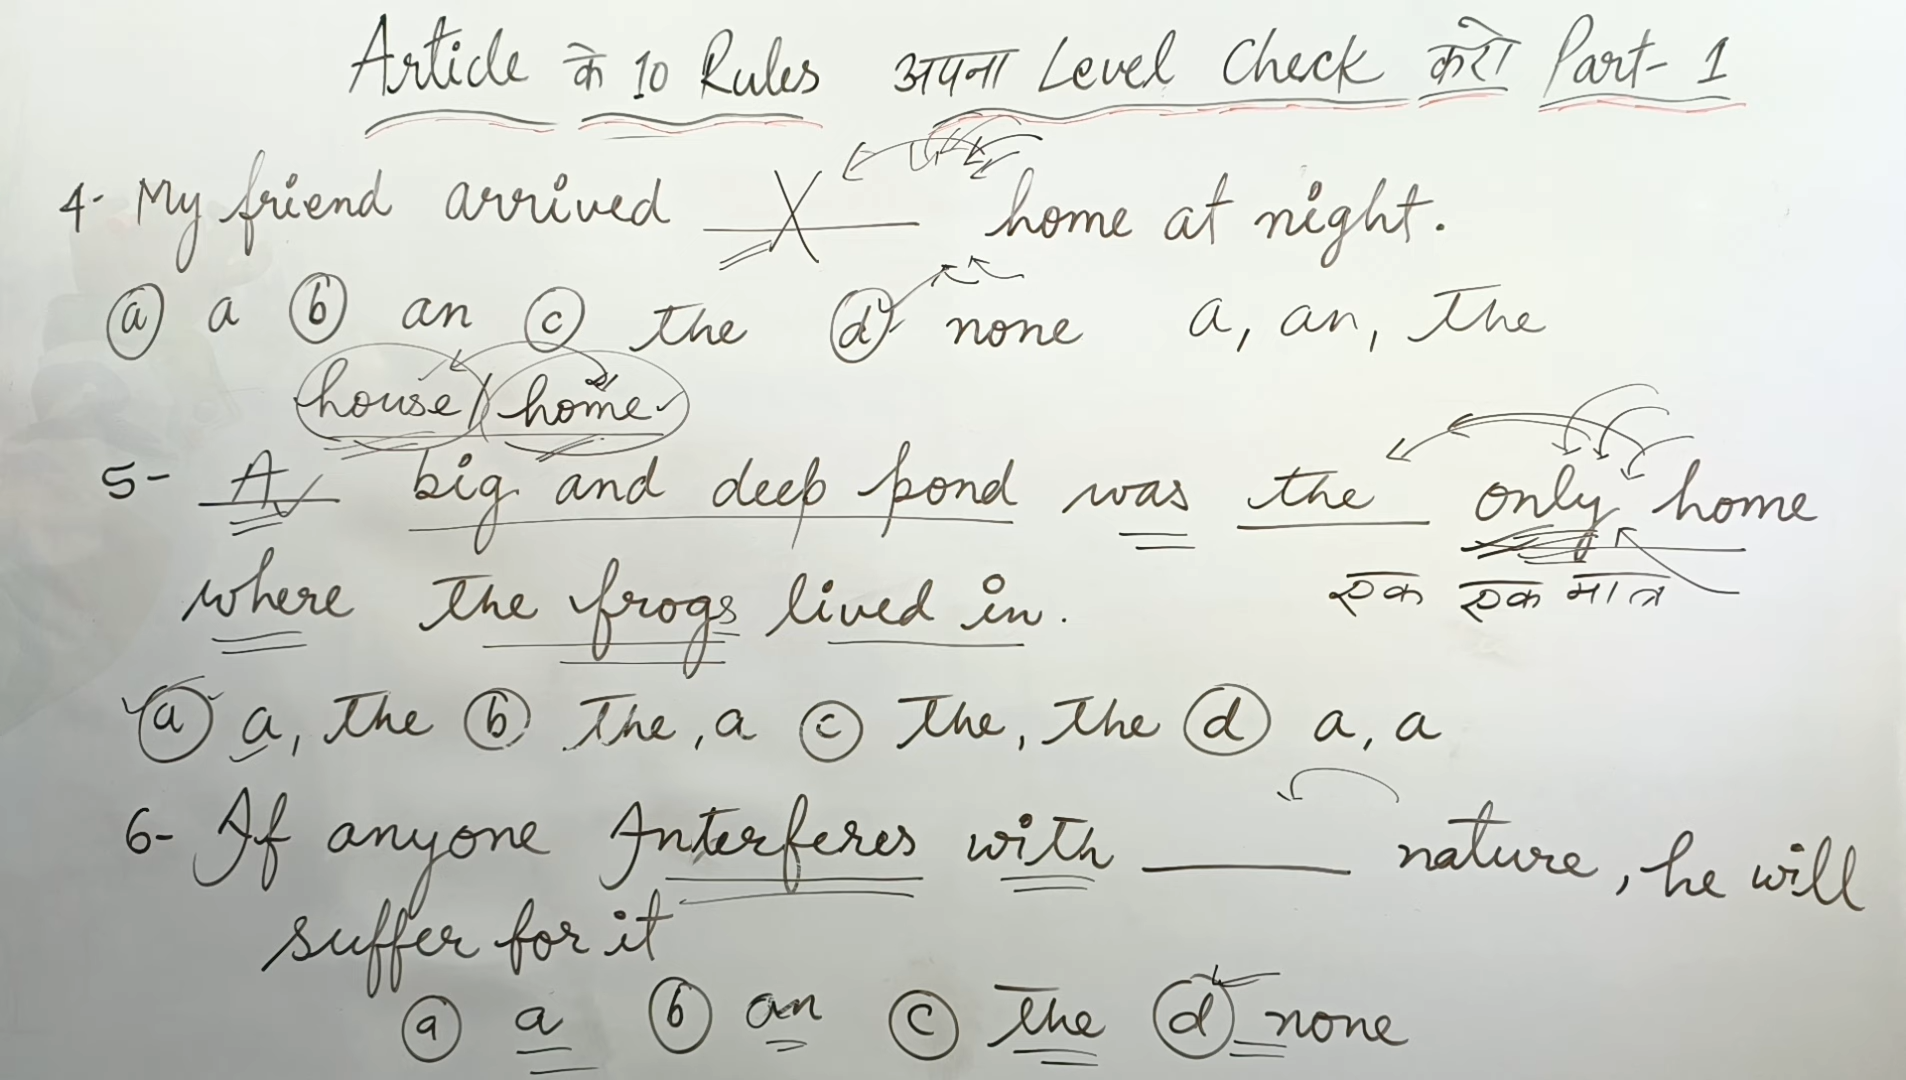 Article के 10 Rules अपना Level Check करो Part- 1
4- My friend arrived X home at night.
ⓐ a ⓑ an ⓒ the ⓓ none a, an, the
house / home
5- A big and deep pond was the only home
एक एक मात्र
where the frogs lived in.
ⓐ a, the ⓑ the, a ⓒ the, the ⓓ a, a
6- If anyone Interferes with ______ nature, he will
suffer for it
ⓐ a ⓑ an ⓒ the ⓓ none